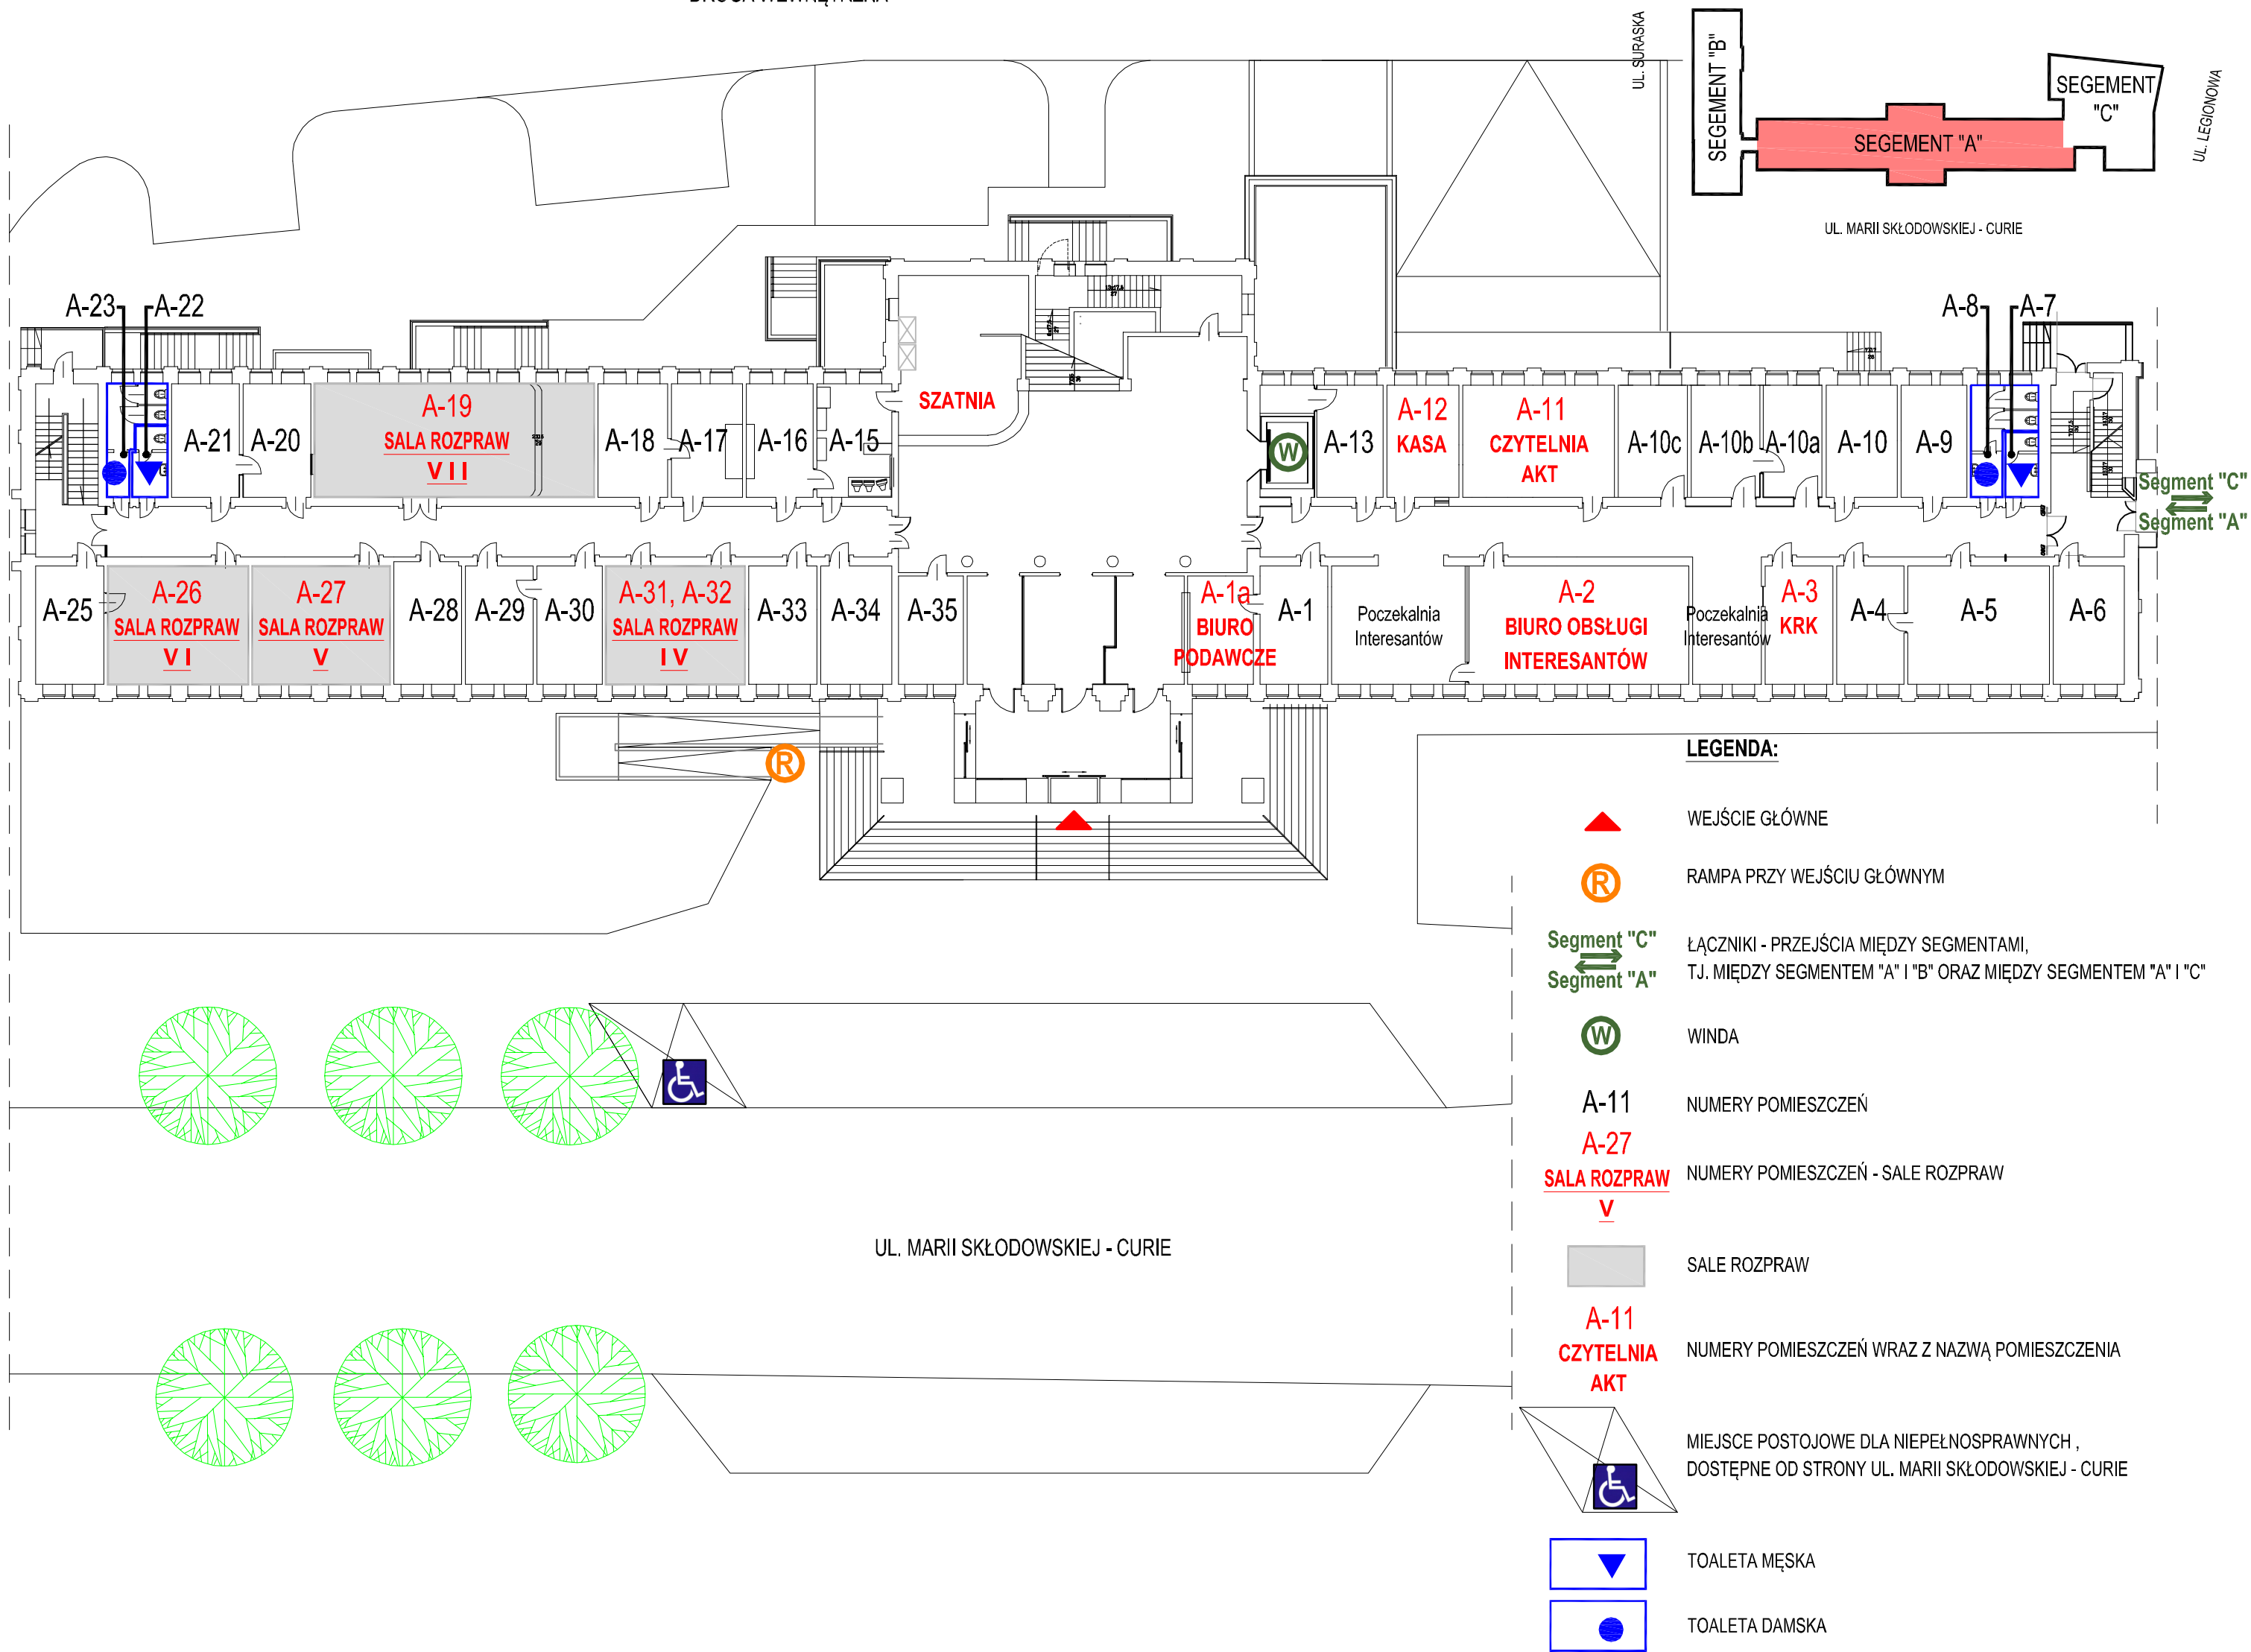 UL. SURASKA
SEGEMENT "B"
SEGEMENT "A"
SEGEMENT
"C"
UL. LEGIONOWA
UL. MARII SKŁODOWSKIEJ - CURIE
A-23
A-22
A-8
A-7
A-21
A-20
A-19
SALA ROZPRAW
VII
A-18
A-17
A-16
A-15
SZATNIA
W
A-13
A-12
KASA
A-11
CZYTELNIA
AKT
A-10c
A-10b
A-10a
A-10
A-9
Segment "C"
Segment "A"
A-25
A-26
SALA ROZPRAW
VI
A-27
SALA ROZPRAW
V
A-28
A-29
A-30
A-31, A-32
SALA ROZPRAW
IV
A-33
A-34
A-35
A-1a
BIURO
PODAWCZE
A-1
Poczekalnia
Interesantów
A-2
BIURO OBSŁUGI
INTERESANTÓW
Poczekalnia
Interesantów
A-3
KRK
A-4
A-5
A-6
R
LEGENDA:
WEJŚCIE GŁÓWNE
R
RAMPA PRZY WEJŚCIU GŁÓWNYM
Segment "C"
Segment "A"
ŁĄCZNIKI - PRZEJŚCIA MIĘDZY SEGMENTAMI,
TJ. MIĘDZY SEGMENTEM "A" I "B" ORAZ MIĘDZY SEGMENTEM "A" I "C"
W
WINDA
A-11
NUMERY POMIESZCZEŃ
A-27
SALA ROZPRAW
V
NUMERY POMIESZCZEŃ - SALE ROZPRAW
UL. MARII SKŁODOWSKIEJ - CURIE
SALE ROZPRAW
A-11
CZYTELNIA
AKT
NUMERY POMIESZCZEŃ WRAZ Z NAZWĄ POMIESZCZENIA
MIEJSCE POSTOJOWE DLA NIEPEŁNOSPRAWNYCH ,
DOSTĘPNE OD STRONY UL. MARII SKŁODOWSKIEJ - CURIE
TOALETA MĘSKA
TOALETA DAMSKA